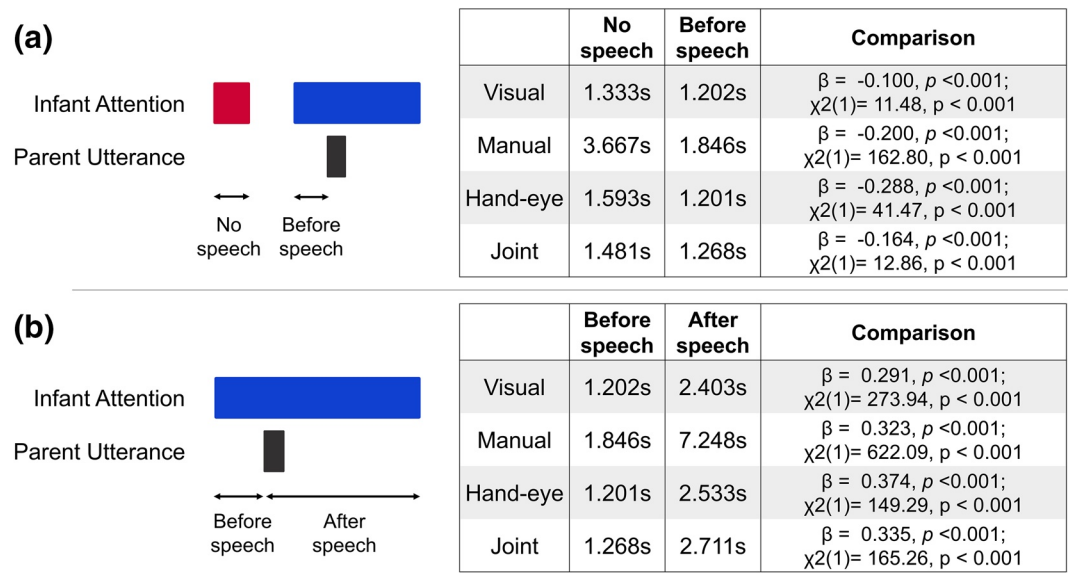 (a)
Infant Attention
Parent Utterance
No
speech
Before
speech
No
speech
Before
speech
Comparison
Visual
1.333s
1.202s
β = -0.100, p <0.001;
χ2(1)= 11.48, p < 0.001
Manual
3.667s
1.846s
β = -0.200, p <0.001;
χ2(1)= 162.80, p < 0.001
Hand-eye
1.593s
1.201s
β = -0.288, p <0.001;
χ2(1)= 41.47, p < 0.001
Joint
1.481s
1.268s
β = -0.164, p <0.001;
χ2(1)= 12.86, p < 0.001
(b)
Infant Attention
Parent Utterance
Before
speech
After
speech
Before
speech
After
speech
Comparison
Visual
1.202s
2.403s
β = 0.291, p <0.001;
χ2(1)= 273.94, p < 0.001
Manual
1.846s
7.248s
β = 0.323, p <0.001;
χ2(1)= 622.09, p < 0.001
Hand-eye
1.201s
2.533s
β = 0.374, p <0.001;
χ2(1)= 149.29, p < 0.001
Joint
1.268s
2.711s
β = 0.335, p <0.001;
χ2(1)= 165.26, p < 0.001